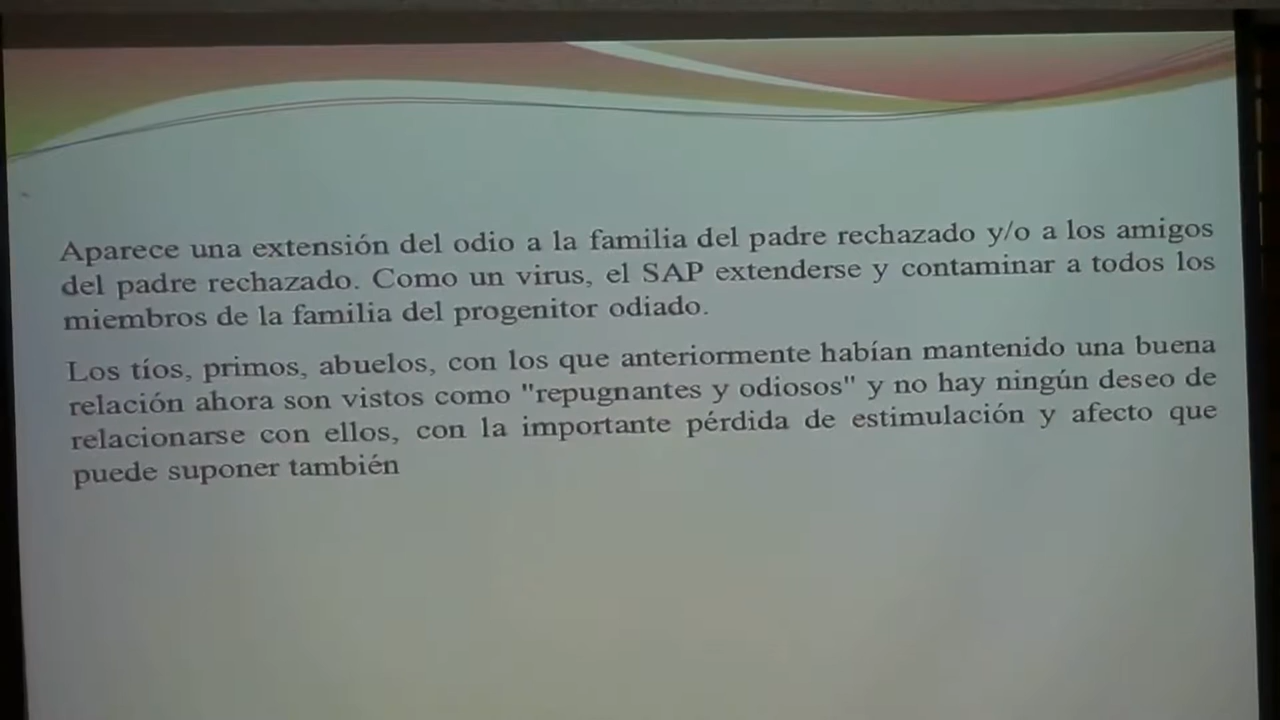 Aparece una extensión del odio a la familia del padre rechazado y/o a los amigos
del padre rechazado. Como un virus, el SAP extenderse y contaminar a todos los
miembros de la familia del progenitor odiado.
Los tíos, primos, abuelos, con los que anteriormente habían mantenido una buena
relación ahora son vistos como "repugnantes y odiosos" y no hay ningún deseo de
relacionarse con ellos, con la importante pérdida de estimulación y afecto que
puede suponer también